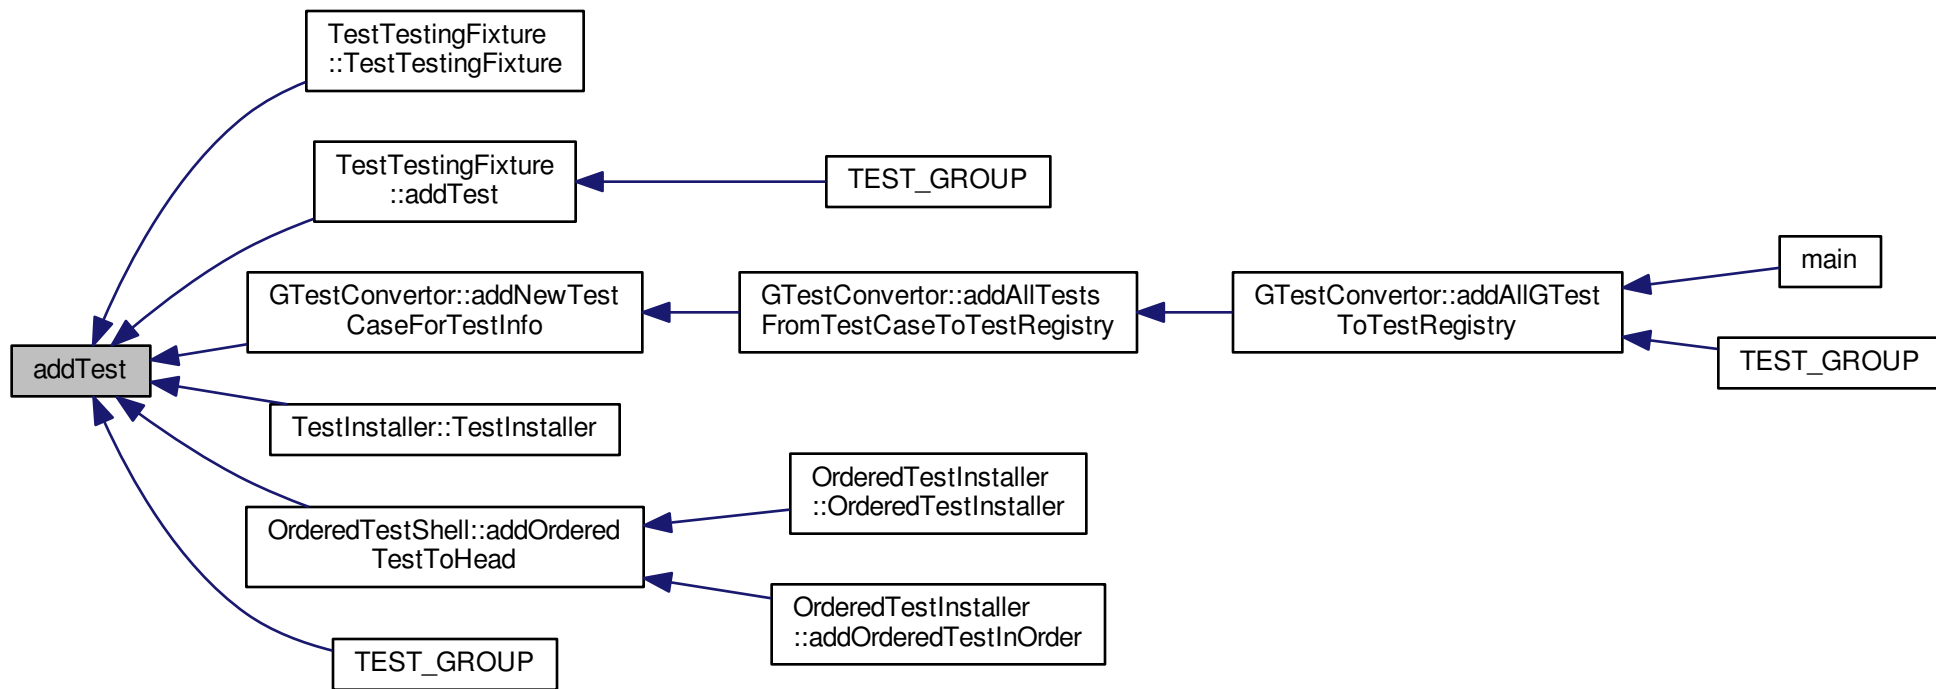 TestTestingFixture
::TestTestingFixture
TestTestingFixture
::addTest
TEST_GROUP
main
GTestConvertor::addNewTest
CaseForTestInfo
GTestConvertor::addAllTests
FromTestCaseToTestRegistry
GTestConvertor::addAllGTest
ToTestRegistry
TEST_GROUP
addTest
TestInstaller::TestInstaller
OrderedTestInstaller
::OrderedTestInstaller
OrderedTestShell::addOrdered
TestToHead
OrderedTestInstaller
::addOrderedTestInOrder
TEST_GROUP